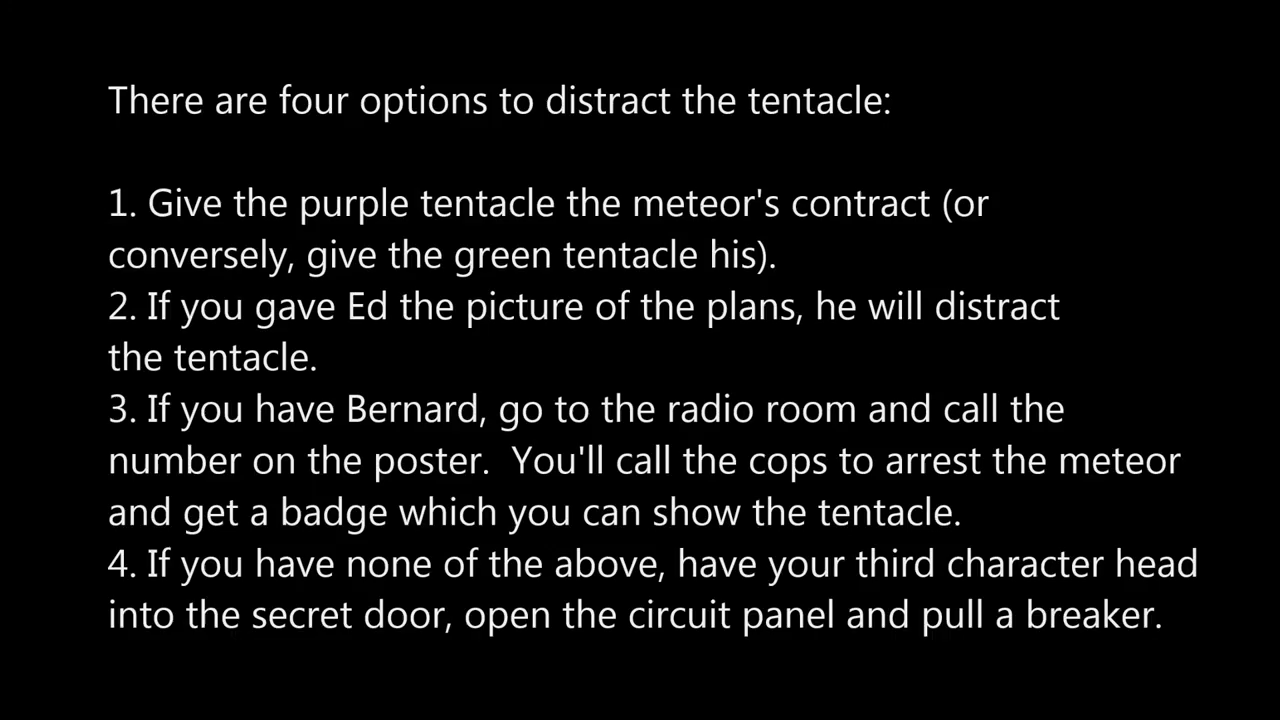 There are four options to distract the tentacle:
1. Give the purple tentacle the meteor's contract (or
conversely, give the green tentacle his).
2. If you gave Ed the picture of the plans, he will distract
the tentacle.
3. If you have Bernard, go to the radio room and call the
number on the poster.  You'll call the cops to arrest the meteor
and get a badge which you can show the tentacle.
4. If you have none of the above, have your third character head
into the secret door, open the circuit panel and pull a breaker.